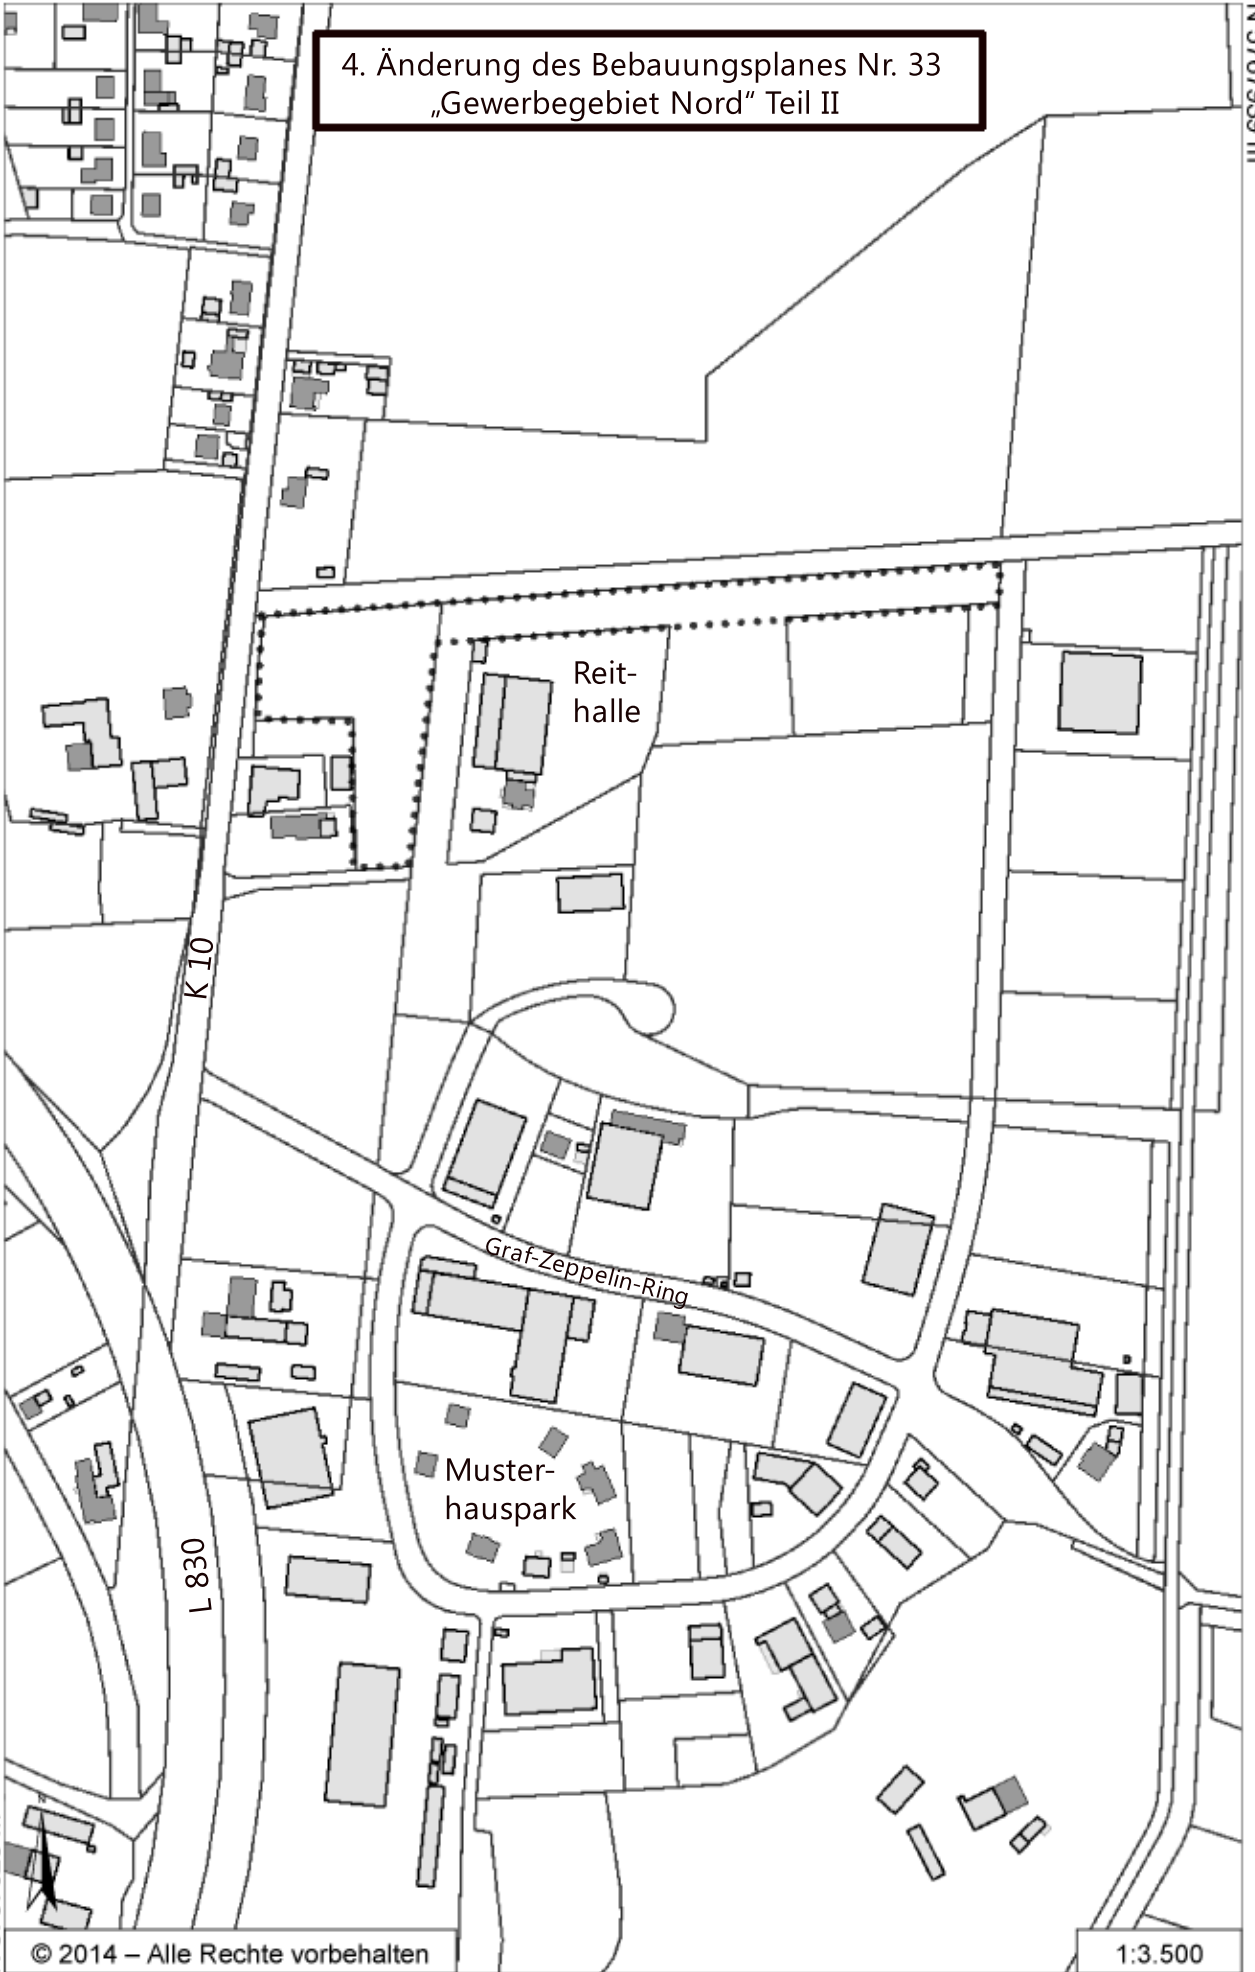 4. Änderung des Bebauungsplanes Nr. 33
„Gewerbegebiet Nord“ Teil II
Reit-
halle
K 10
Graf-Zeppelin-Ring
Muster-
hauspark
L 830
N
© 2014 – Alle Rechte vorbehalten
1:3.500